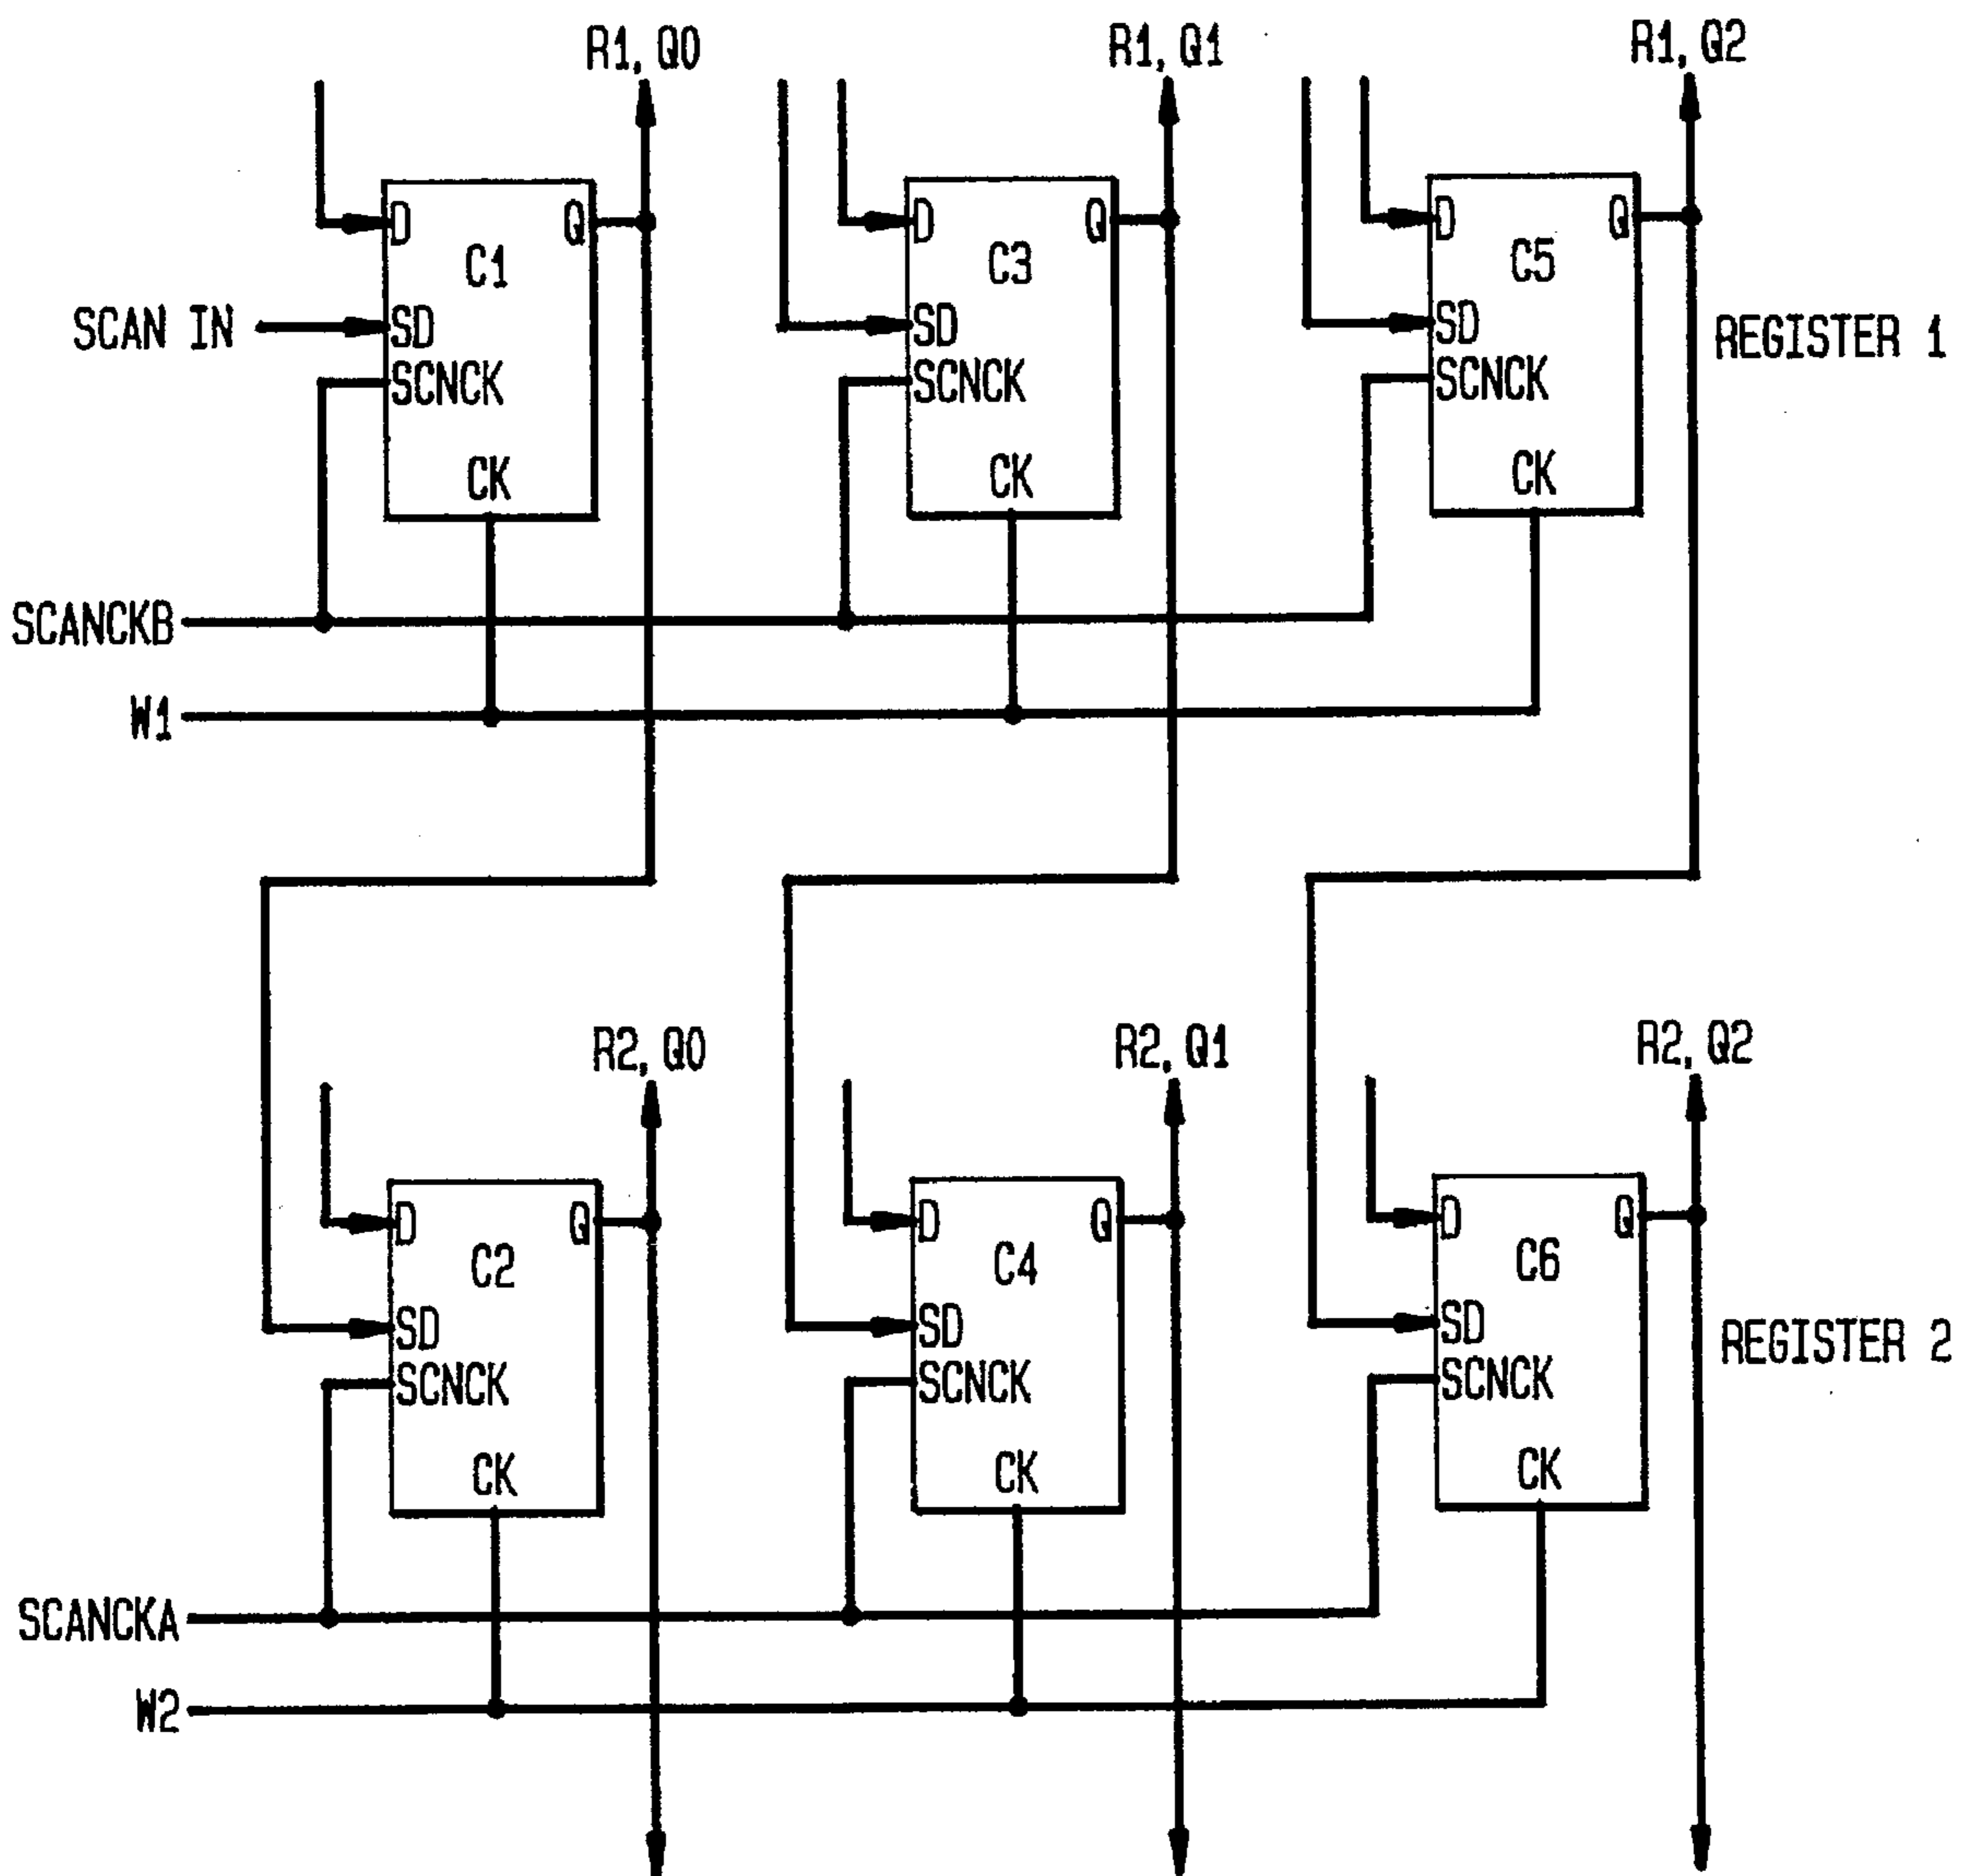 R1, Q0
R1, Q1
R1, Q2
D
Q
C1
SD
SCNCK
CK
D
Q
C3
SD
SCNCK
CK
D
Q
C5
SD
SCNCK
CK
SCAN IN
REGISTER 1
SCANCKB
W1
R2, Q0
R2, Q1
R2, Q2
D
Q
C2
SD
SCNCK
CK
D
Q
C4
SD
SCNCK
CK
D
Q
C6
SD
SCNCK
CK
REGISTER 2
SCANCKA
W2